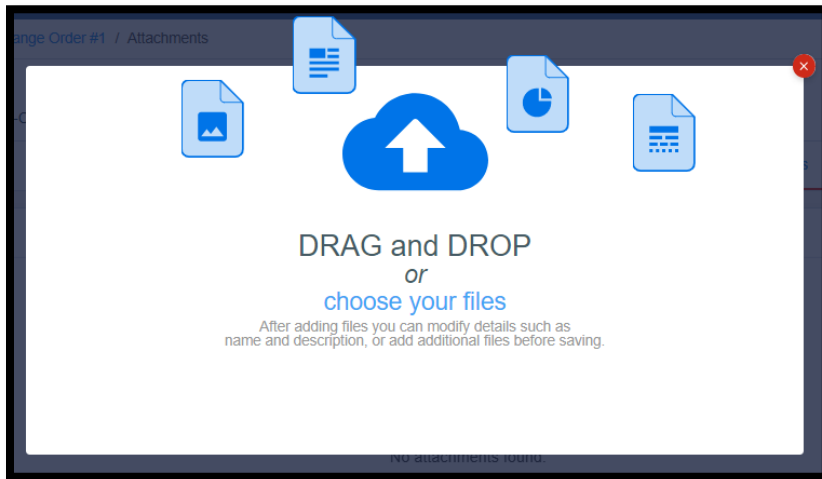 ange Order #1 / Attachments
DRAG and DROP
or
choose your files
After adding files you can modify details such as
name and description, or add additional files before saving.
No attachments found.